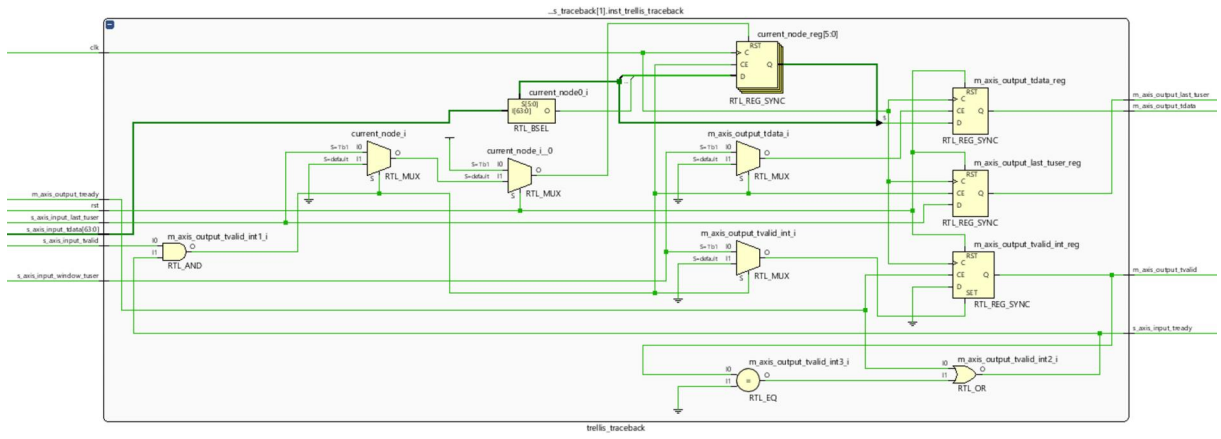 ...s_traceback[1].inst_trellis_traceback
current_node_reg[5:0]
clk
RST
C
CE
Q
D
RTL_REG_SYNC
m_axis_output_tdata_reg
RST
C
CE
Q
D
RTL_REG_SYNC
m_axis_output_last_tuser
m_axis_output_tdata
current_node0_i
S[5:0]
I[63:0]
O
RTL_BSEL
s
current_node_i
S=1'b1 I0
S=default I1
O
S
RTL_MUX
current_node_i__0
S=1'b1 I0
S=default I1
O
S
RTL_MUX
m_axis_output_tdata_i
S=1'b1 I0
S=default I1
O
S
RTL_MUX
m_axis_output_last_tuser_reg
RST
C
CE
Q
D
RTL_REG_SYNC
m_axis_output_tready
rst
s_axis_input_last_tuser
s_axis_input_tdata[63:0]
s_axis_input_tvalid
s_axis_input_window_tuser
m_axis_output_tvalid_int1_i
I0
I1
O
RTL_AND
m_axis_output_tvalid_int_i
S=1'b1 I0
S=default I1
O
S
RTL_MUX
m_axis_output_tvalid_int_reg
RST
C
CE
Q
D
SET
RTL_REG_SYNC
m_axis_output_tvalid
s_axis_input_tready
m_axis_output_tvalid_int3_i
I0
I1
O
=
RTL_EQ
m_axis_output_tvalid_int2_i
I0
I1
O
RTL_OR
trellis_traceback